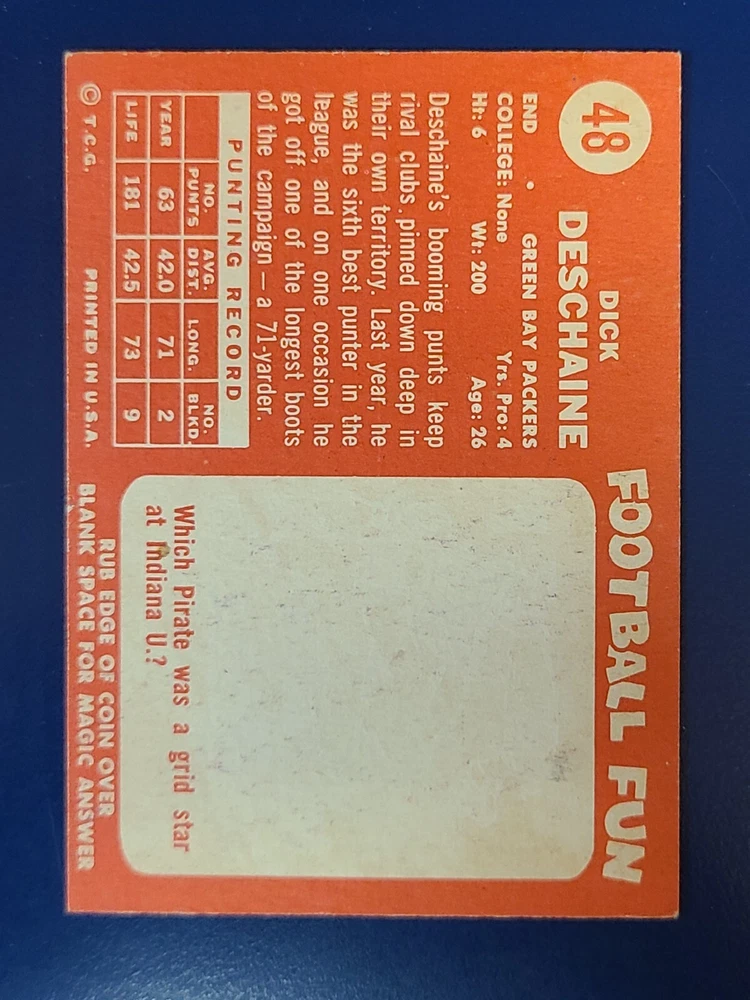 48
DICK
DESCHAINE
END • GREEN BAY PACKERS
COLLEGE: None Yrs. Pro: 4
Ht: 6 Wt: 200 Age: 26
Deschaine's booming punts keep
rival clubs pinned down deep in
their own territory. Last year, he
was the sixth best punter in the
league, and on one occasion he
got off one of the longest boots
of the campaign — a 71-yarder.
PUNTING RECORD
NO. PUNTS AVG. DIST. LONG. NO. BLKD.
YEAR 63 42.0 71 2
LIFE 181 42.5 73 9
© T.C.G. PRINTED IN U.S.A.
FOOTBALL FUN
Which Pirate was a grid star
at Indiana U.?
RUB EDGE OF COIN OVER
BLANK SPACE FOR MAGIC ANSWER